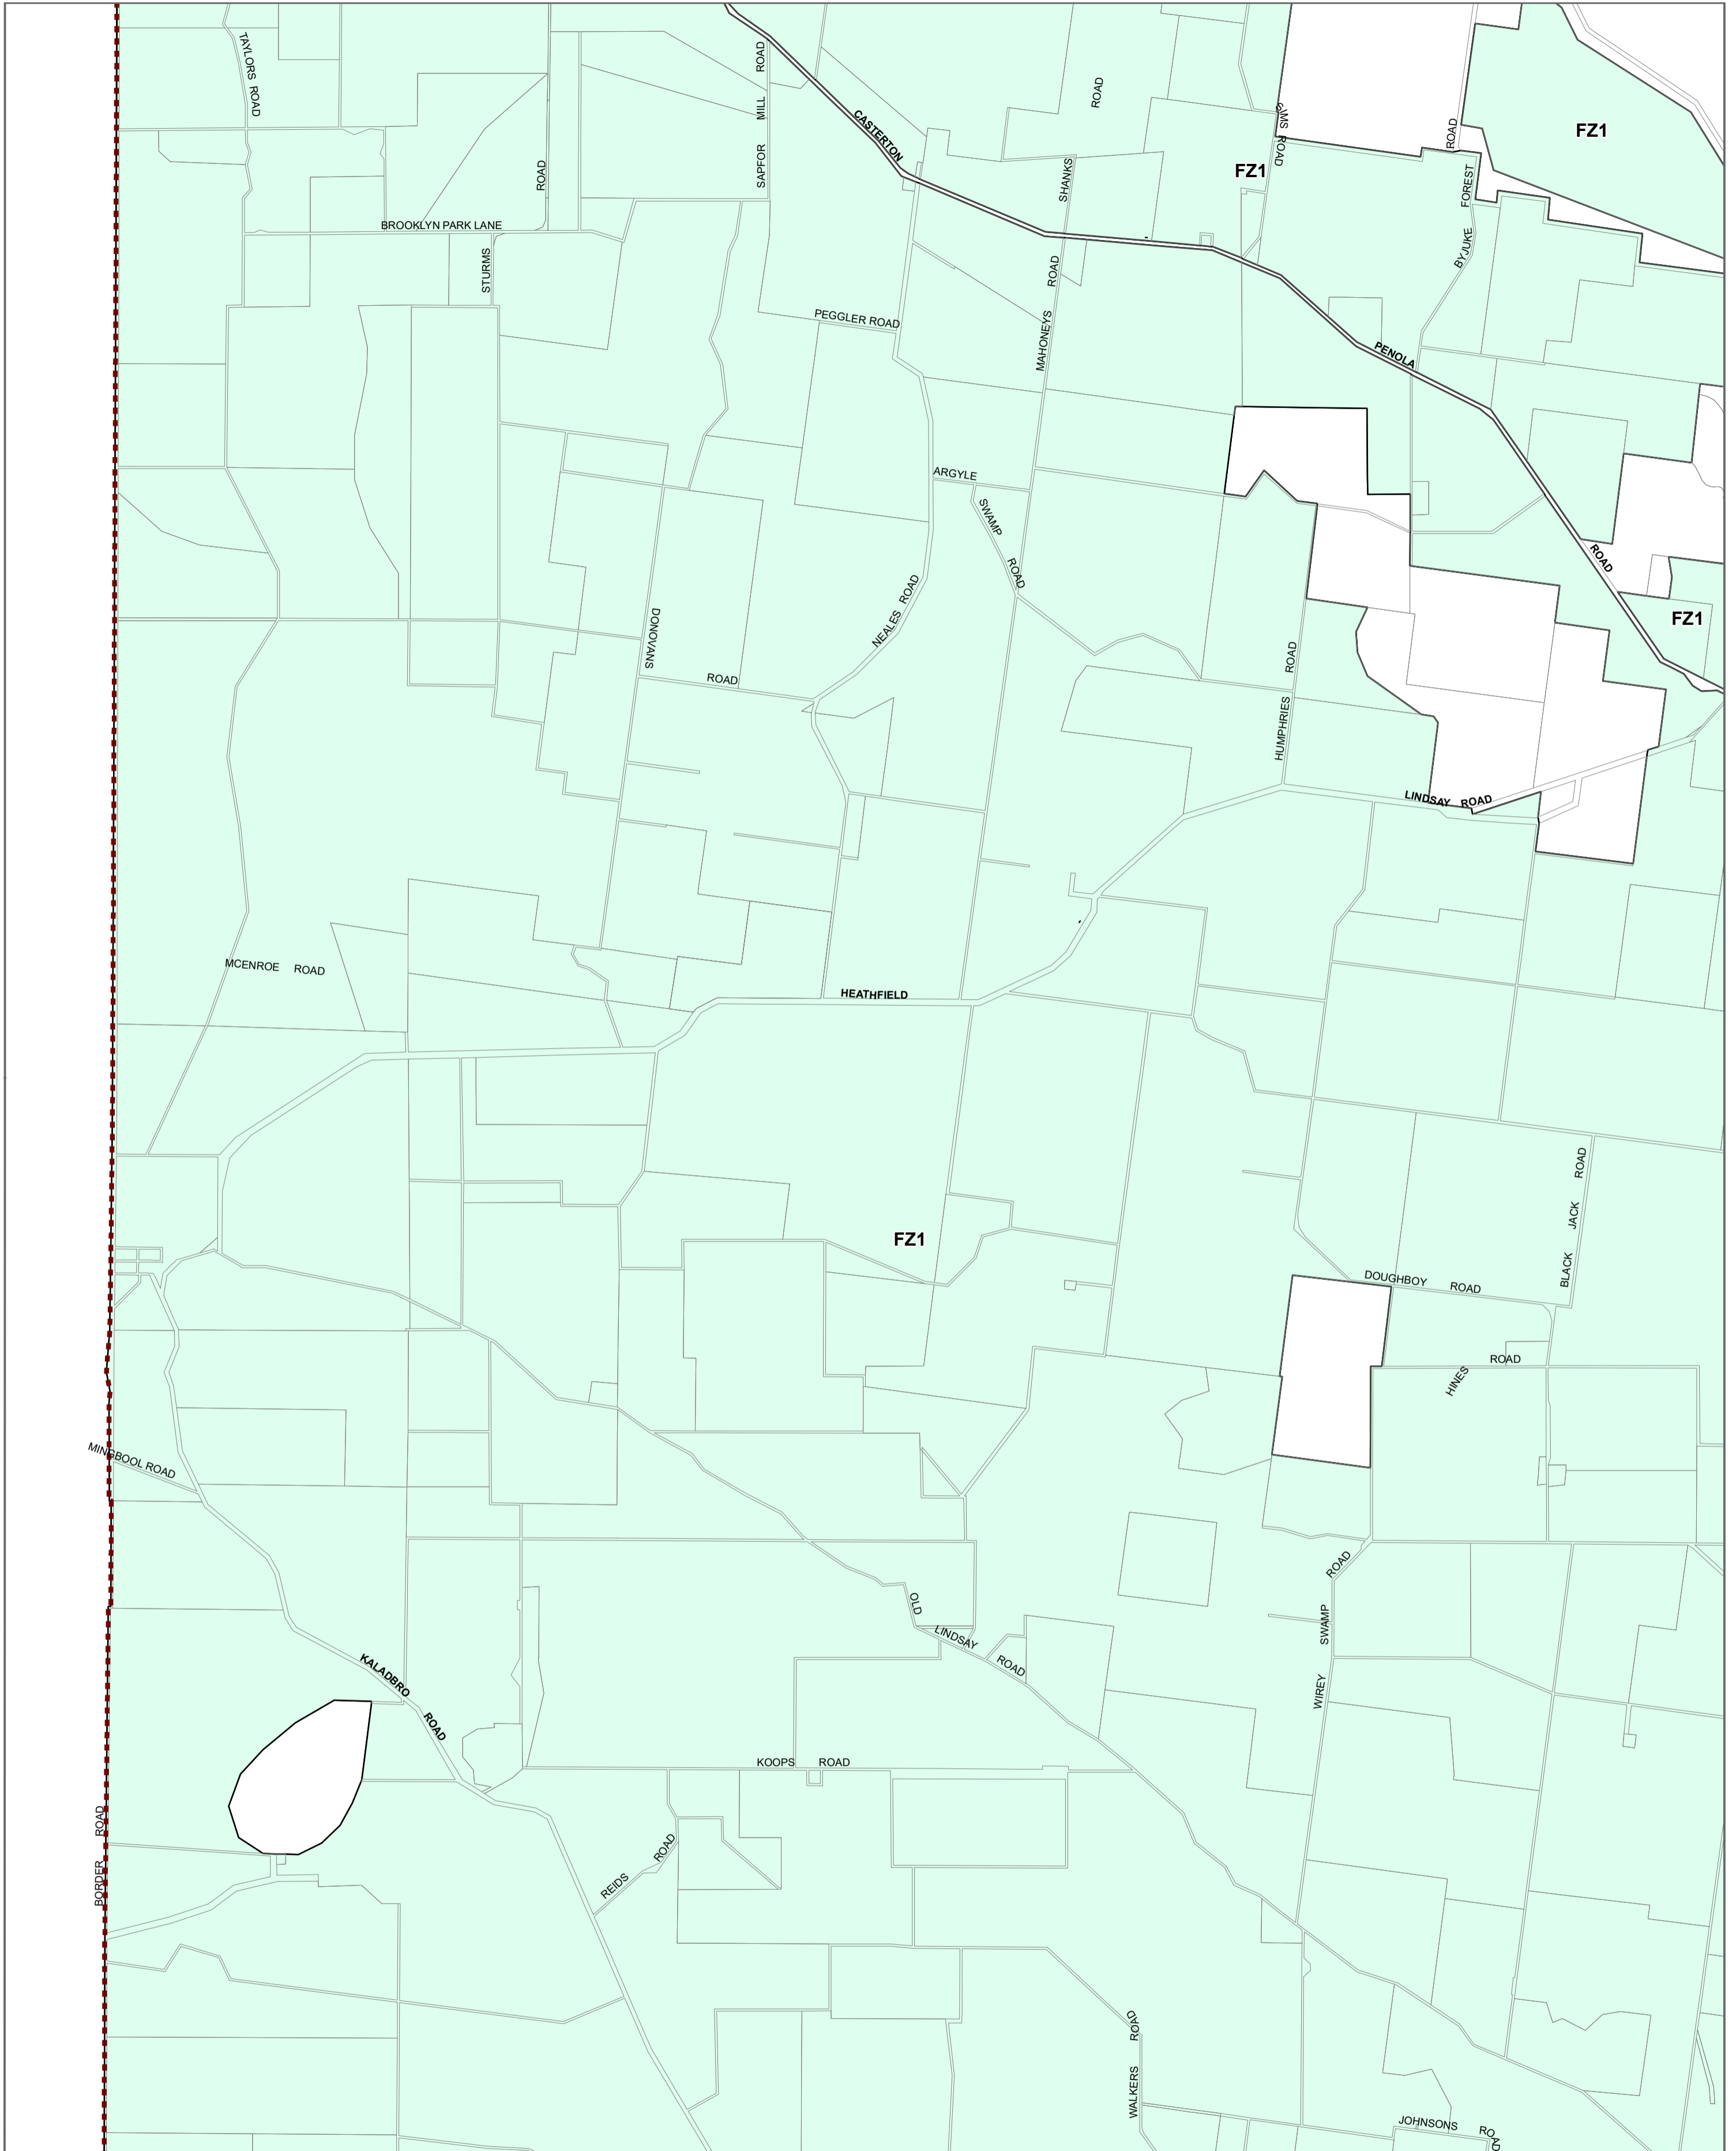 TAYLORS ROAD
SAPFOR MILL ROAD
CASTERTON
ROAD
SIMS ROAD
ROAD
FZ1
FZ1
BROOKLYN PARK LANE
STURMS
ROAD
SHANKS
BYJUKE FOREST
MAHONEYS ROAD
PEGGLER ROAD
PENOLA
ARGYLE
SWAMP
ROAD
ROAD
NEALES ROAD
DONOVANS
ROAD
FZ1
HUMPHRIES ROAD
LINDSAY ROAD
MCENROE ROAD
HEATHFIELD
BLACK JACK ROAD
FZ1
DOUGHBOY ROAD
HINES
ROAD
MINGBOOL ROAD
OLD
LINDSAY
ROAD
WIREY SWAMP ROAD
KALADBRO
ROAD
KOOPS ROAD
BORDER ROAD
REIDS ROAD
WALKERS ROAD
JOHNSONS ROAD